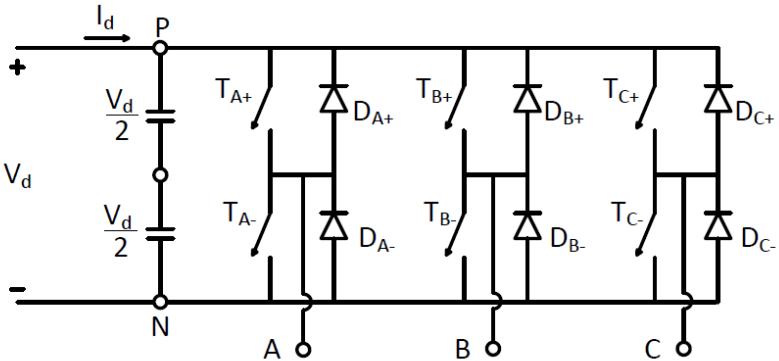 I_d
P
+
T_A+
D_A+
T_B+
D_B+
T_C+
D_C+
V_d
2
V_d
V_d
2
T_A-
D_A-
T_B-
D_B-
T_C-
D_C-
-
N
A
B
C